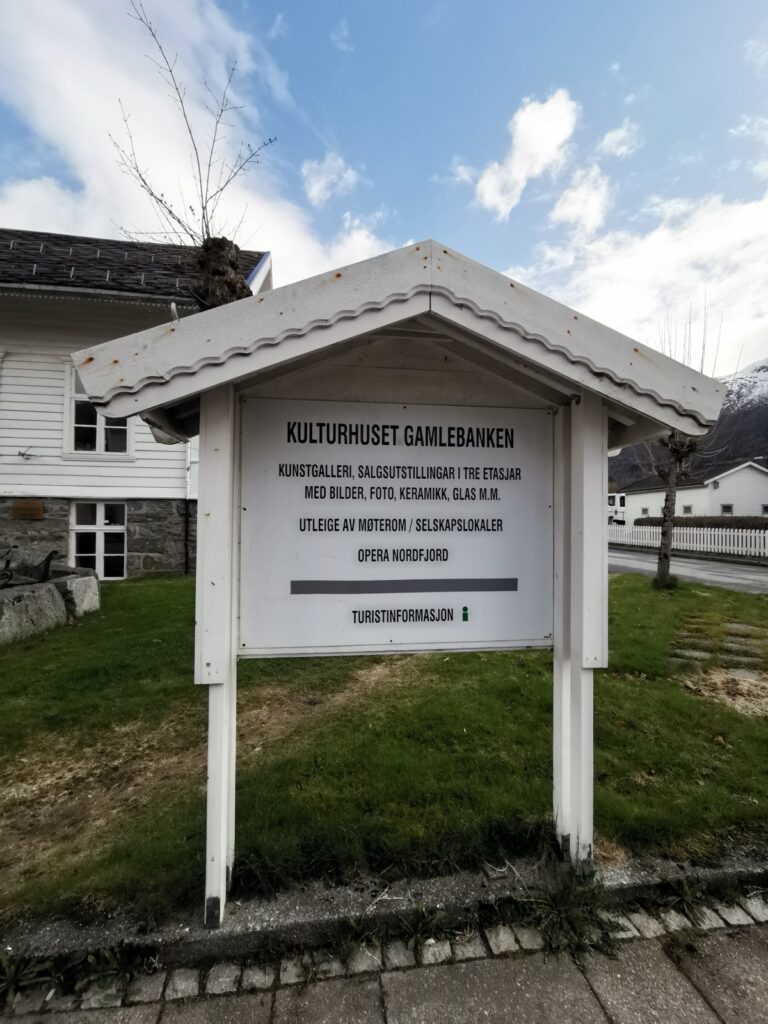 KULTURHUSET GAMLEBANKEN
KUNSTGALLERI, SALGSUTSTILLINGAR I TRE ETASJAR
MED BILDER, FOTO, KERAMIKK, GLAS M.M.
UTLEIGE AV MØTEROM / SELSKAPSLOKALER
OPERA NORDFJORD
TURISTINFORMASJON i